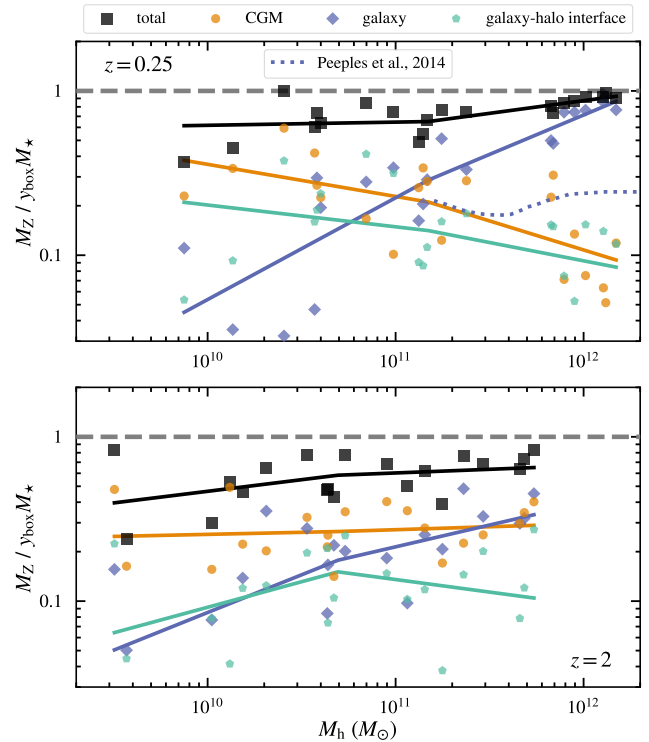 total CGM galaxy galaxy-halo interface
z = 0.25
Peeples et al., 2014
1
0.1
M_Z / y_box M_⋆
10^10 10^11 10^12
1
0.1
M_Z / y_box M_⋆
z = 2
10^10 10^11 10^12
M_h (M_⊙)